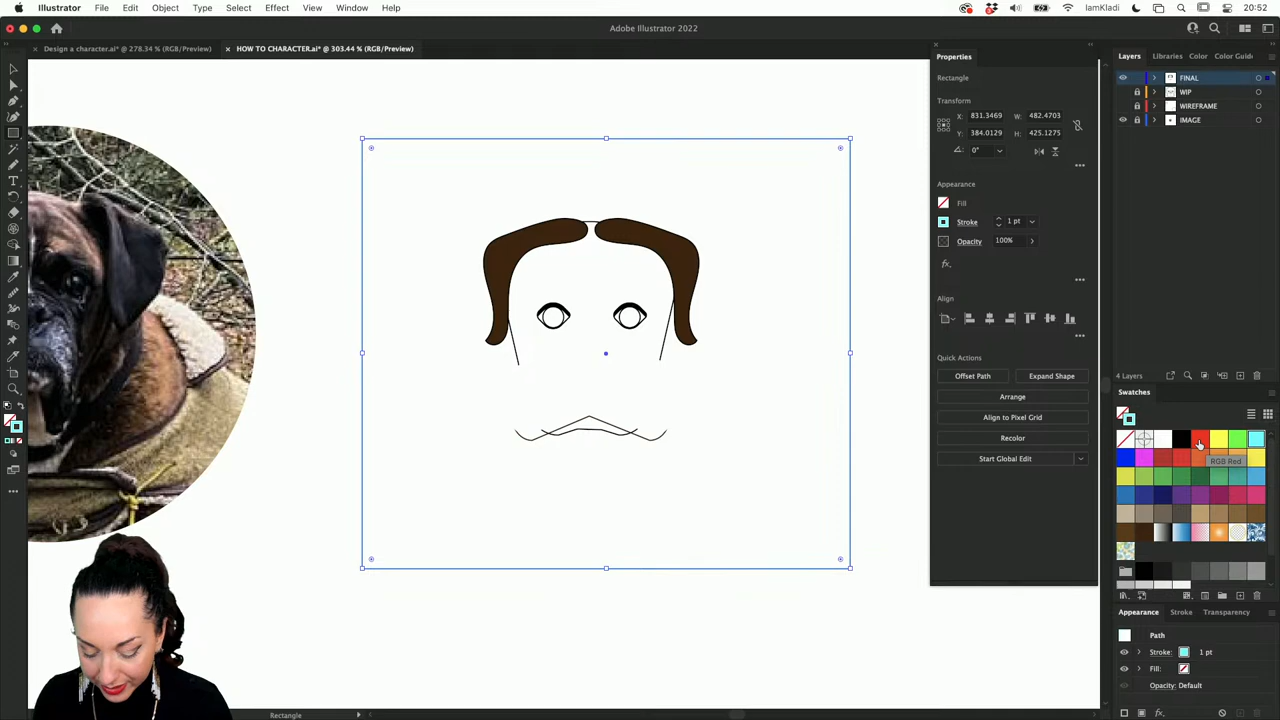 Illustrator File Edit Object Type Select Effect View Window Help IamKladi 20:52
Adobe Illustrator 2022
Design a character.ai* @ 278.34 % (RGB/Preview) HOW TO CHARACTER.ai* @ 303.44 % (RGB/Preview)
Properties
Rectangle
Transform
X: 831.3469 W: 482.4703
Y: 384.0129 H: 425.1275
0°
Appearance
Fill
Stroke 1 pt
Opacity 100%
fx.
Align
Quick Actions
Offset Path Expand Shape
Arrange
Align to Pixel Grid
Recolor
Start Global Edit
Layers Libraries Color Color Guide
FINAL
WIP
WIREFRAME
IMAGE
4 Layers
Swatches
RGB Red
Appearance Stroke Transparency
Path
Stroke: 1 pt
Fill:
Opacity: Default
fx.
Rectangle